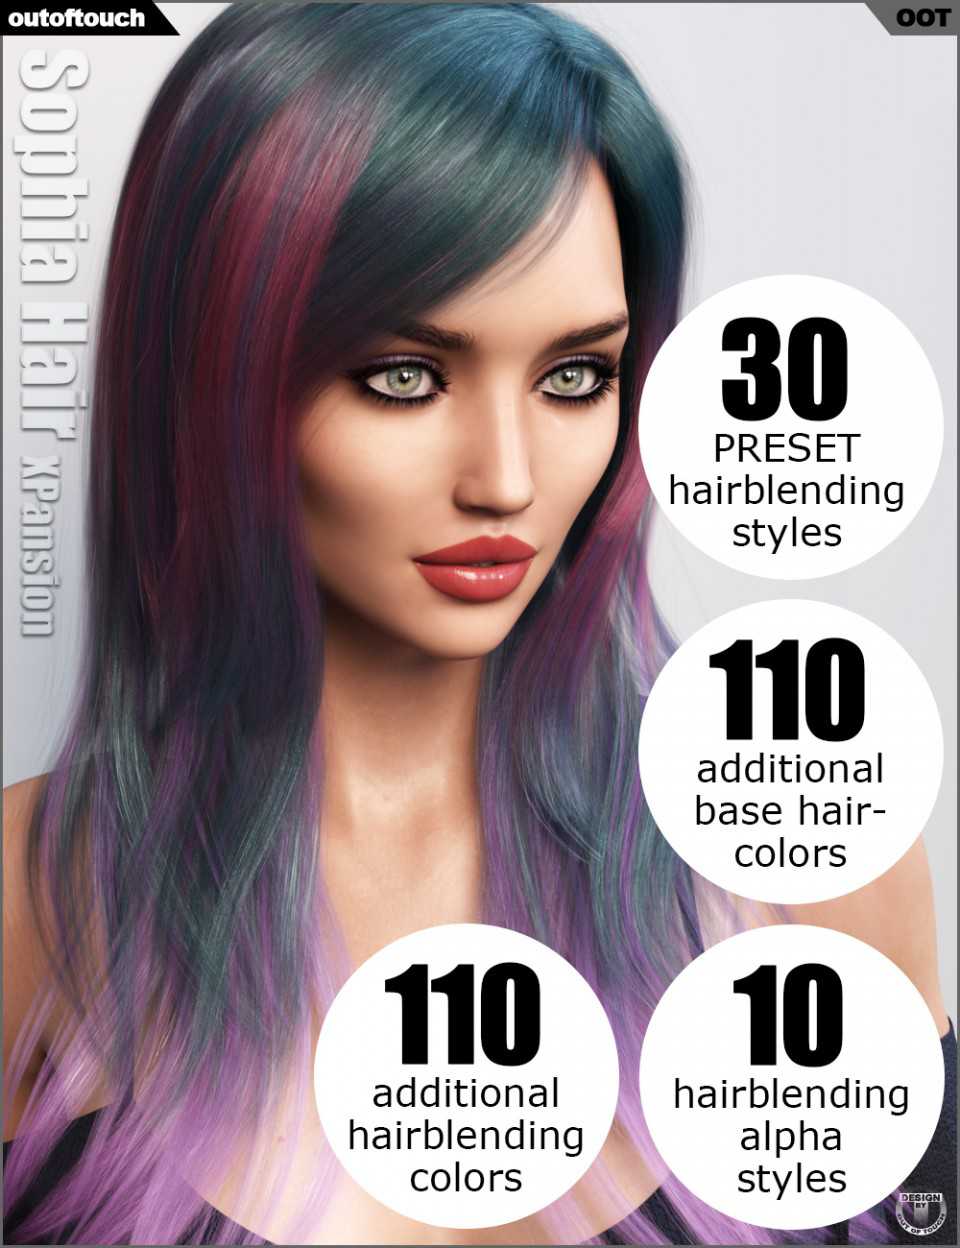 outoftouch
OOT
Sophia Hair XPansion
30
PRESET
hairblending
styles
110
additional
base hair-
colors
110
additional
hairblending
colors
10
hairblending
alpha
styles
DESIGN
BY
OUT OF TOUCH